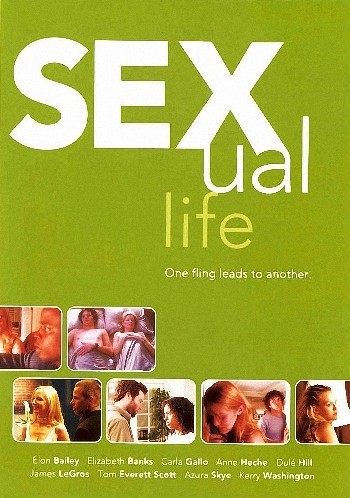 SEX
ual
life
One fling leads to another.
Eion Bailey Elizabeth Banks Carla Gallo Anne Heche Dulé Hill
James LeGros Tom Everett Scott Azura Skye Kerry Washington